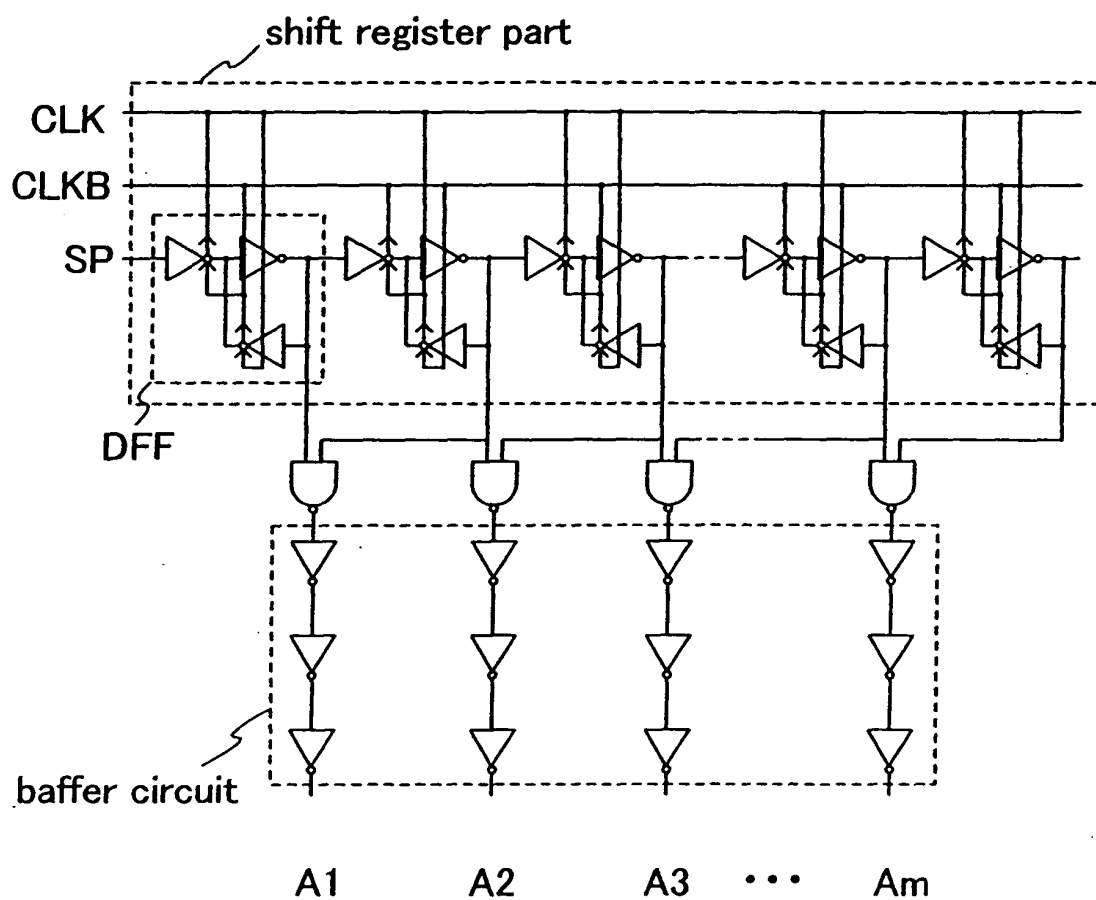 shift register part
CLK
CLKB
SP
DFF
baffer circuit
A1 A2 A3 ••• Am